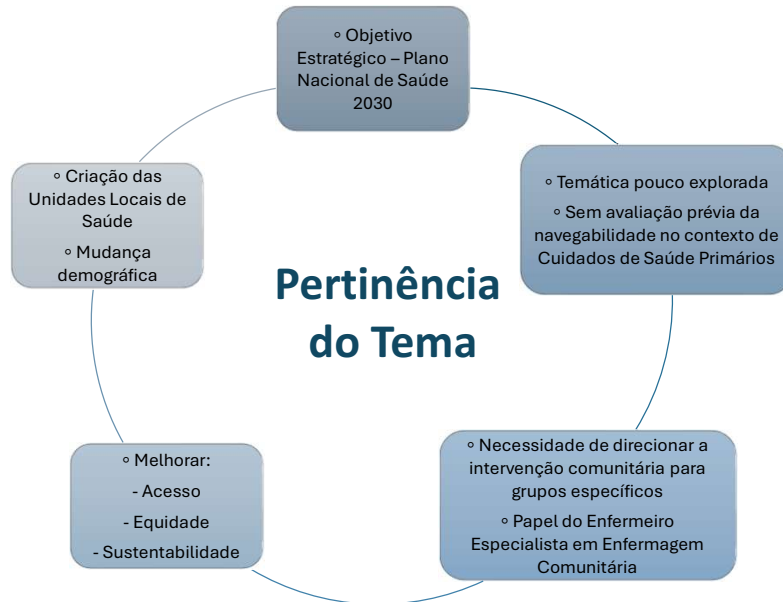 ◦ Objetivo
Estratégico – Plano
Nacional de Saúde
2030
◦ Temática pouco explorada
◦ Sem avaliação prévia da
navegabilidade no contexto de
Cuidados de Saúde Primários
◦ Necessidade de direcionar a
intervenção comunitária para
grupos específicos
◦ Papel do Enfermeiro
Especialista em Enfermagem
Comunitária
◦ Melhorar:
- Acesso
- Equidade
- Sustentabilidade
◦ Criação das
Unidades Locais de
Saúde
◦ Mudança
demográfica
Pertinência
do Tema